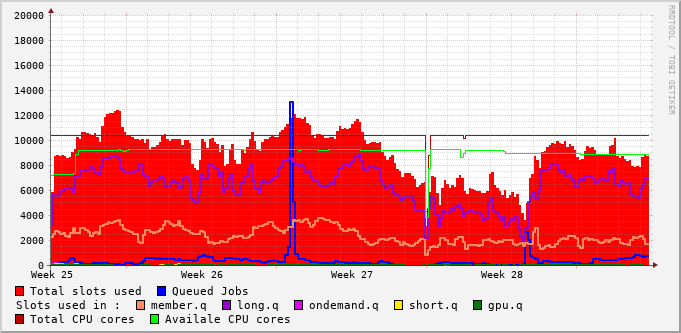 RRDTOOL / TOBI OETIKER
20000
18000
16000
14000
12000
10000
8000
6000
4000
2000
0
Week 25 Week 26 Week 27 Week 28
Total slots used Queued Jobs
Slots used in : member.q long.q ondemand.q short.q gpu.q
Total CPU cores Availale CPU cores